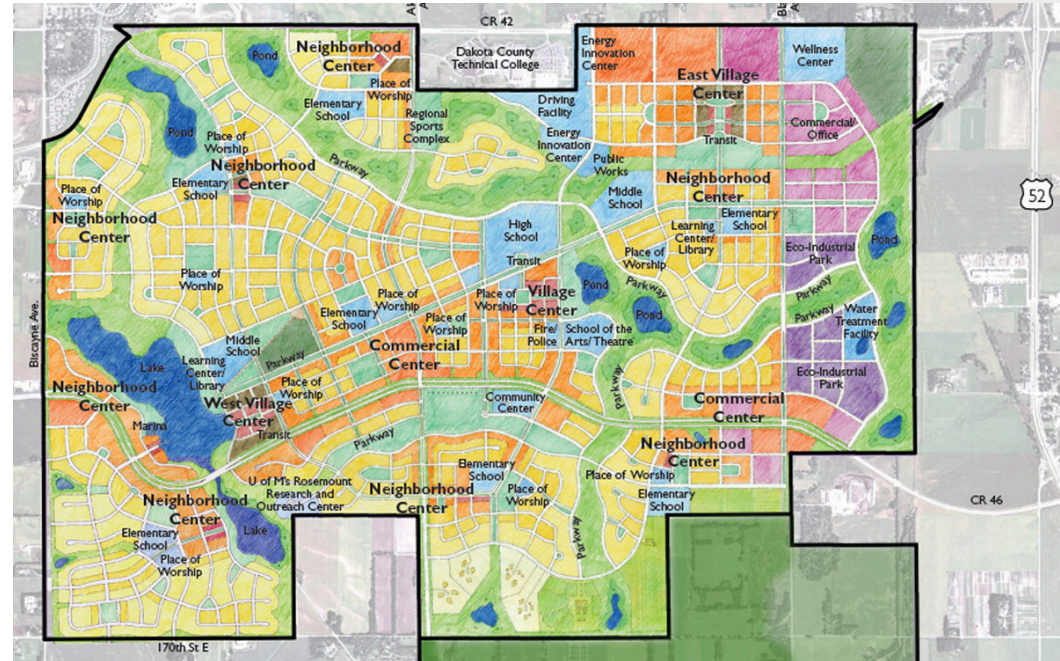 CR 42
Neighborhood
Center
Dakota County
Technical College
Energy
Innovation
Center
Wellness
Center
Pond
East Village
Center
Place of
Worship
Elementary
School
Regional
Sports
Complex
Driving
Facility
Commercial/
Office
Pond
Place of
Worship
Energy
Innovation
Center
Transit
Parkway
Public
Works
Neighborhood
Center
Elementary
School
Neighborhood
Center
Middle
School
52
Place of
Worship
Neighborhood
Center
High
School
Learning
Center/
Library
Elementary
School
Pond
Eco-Industrial
Park
Transit
Place of
Worship
Place of
Worship
Pond
Parkway
Parkway
Place of
Worship
Place of
Worship
Village
Center
Elementary
School
Place of
Worship
Pond
Parkway
Water
Treatment
Facility
Biscayne Ave.
Fire/
Police
School of the
Arts/Theatre
Middle
School
Commercial
Center
Parkway
Lake
Learning
Center/
Library
Eco-Industrial
Park
Neighborhood
Center
Place of
Worship
Parkway
West Village
Center
Community
Center
Commercial
Center
Marina
Transit
Parkway
Neighborhood
Center
Elementary
School
Place of Worship
U of M's Rosemount
Research and
Outreach Center
Neighborhood
Center
Place of
Worship
Elementary
School
CR 46
Neighborhood
Center
Lake
Elementary
School
Parkway
Place of
Worship
170th St E